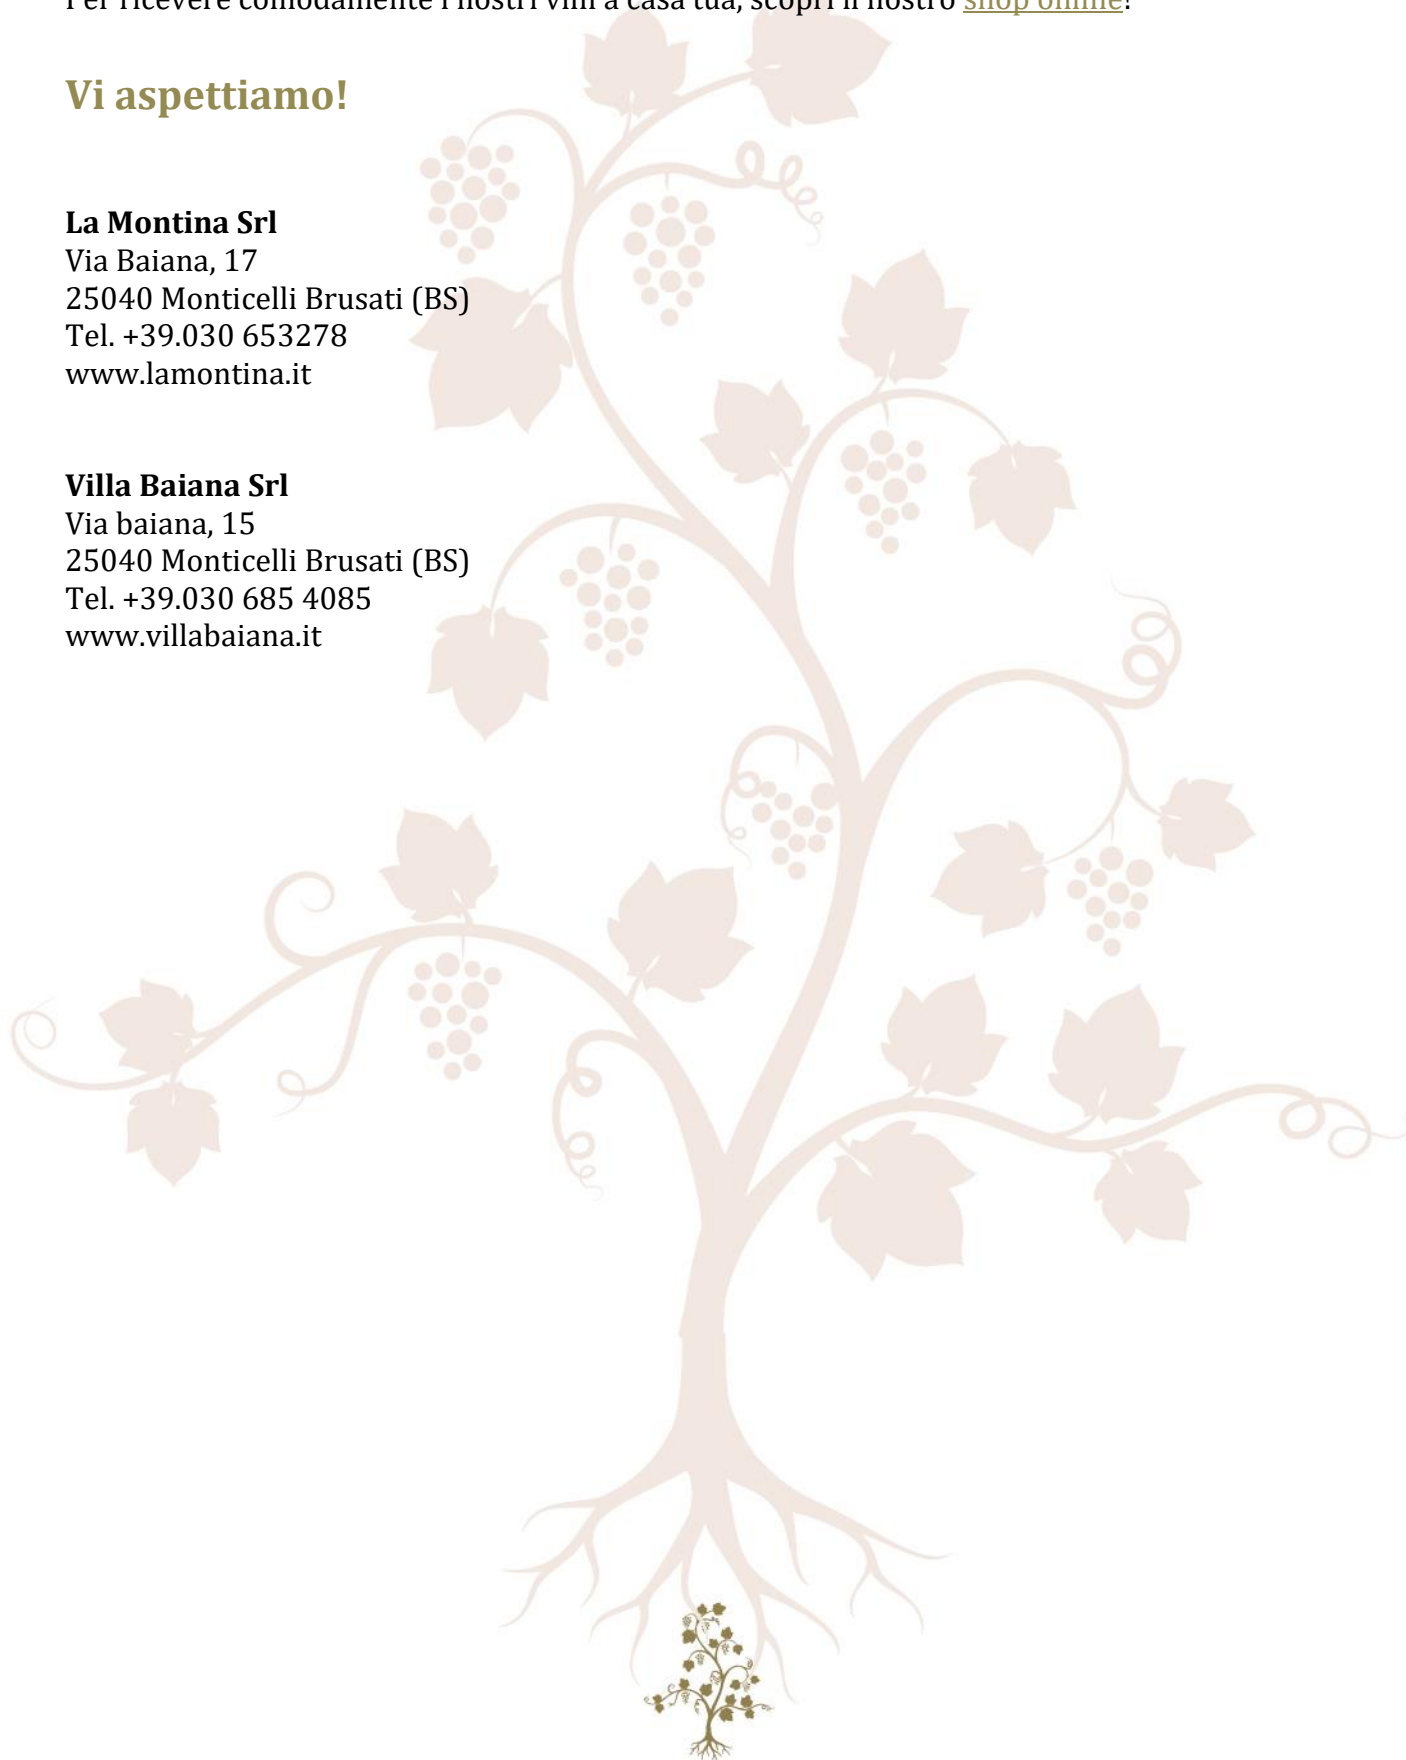 Per ricevere comodamente i nostri vini a casa tua, scopri il nostro shop online!
Vi aspettiamo!
La Montina Srl
Via Baiana, 17
25040 Monticelli Brusati (BS)
Tel. +39.030 653278
www.lamontina.it
Villa Baiana Srl
Via baiana, 15
25040 Monticelli Brusati (BS)
Tel. +39.030 685 4085
www.villabaiana.it